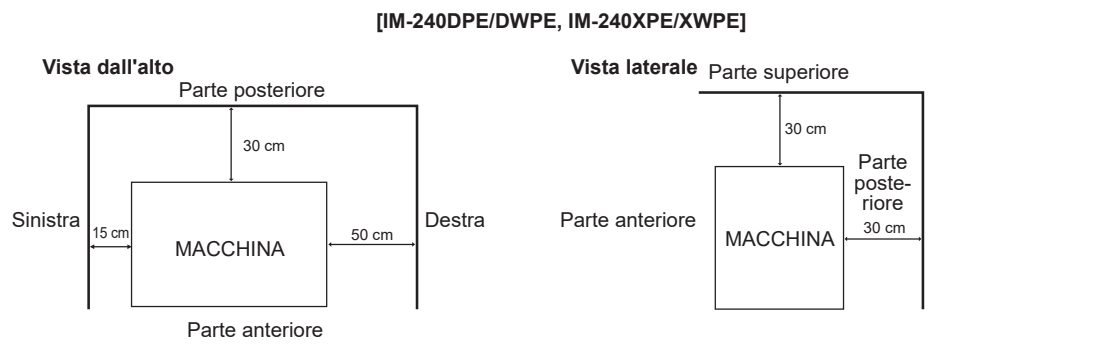 [IM-240DPE/DWPE, IM-240XPE/XWPE]
Vista dall'alto
Parte posteriore
30 cm
Sinistra
15 cm
MACCHINA
50 cm
Destra
Parte anteriore
Vista laterale
Parte superiore
30 cm
Parte
poste-
riore
30 cm
Parte anteriore
MACCHINA